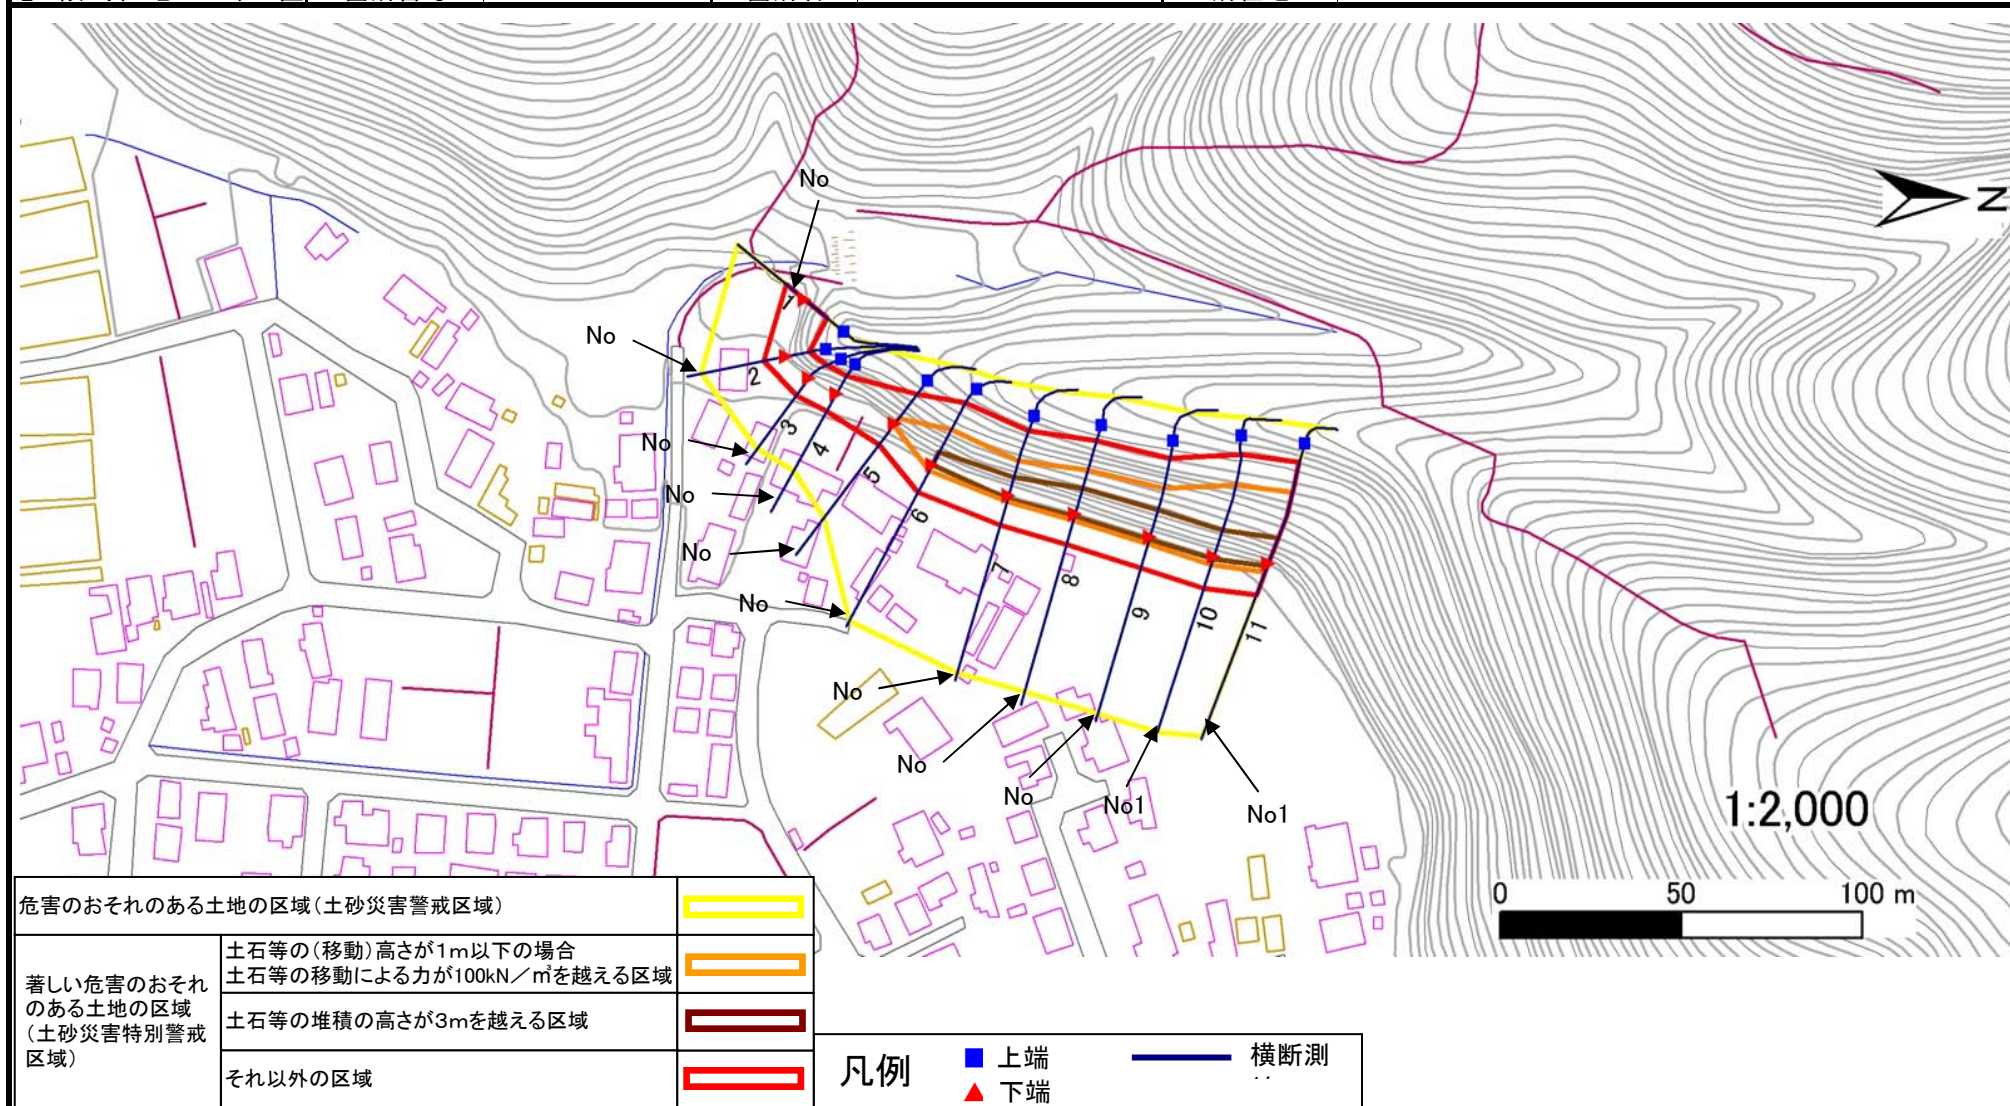 No
No
No
No
No
No
No
No
No
No1
No1
1
2
3
4
5
6
7
8
9
10
11
N
1:2,000
0 50 100 m
危害のおそれのある土地の区域(土砂災害警戒区域)
著しい危害のおそれ
のある土地の区域
(土砂災害特別警戒
区域)
土石等の(移動)高さが1m以下の場合
土石等の移動による力が100kN/㎡を越える区域
土石等の堆積の高さが3mを越える区域
それ以外の区域
凡例
上端
下端
横断測